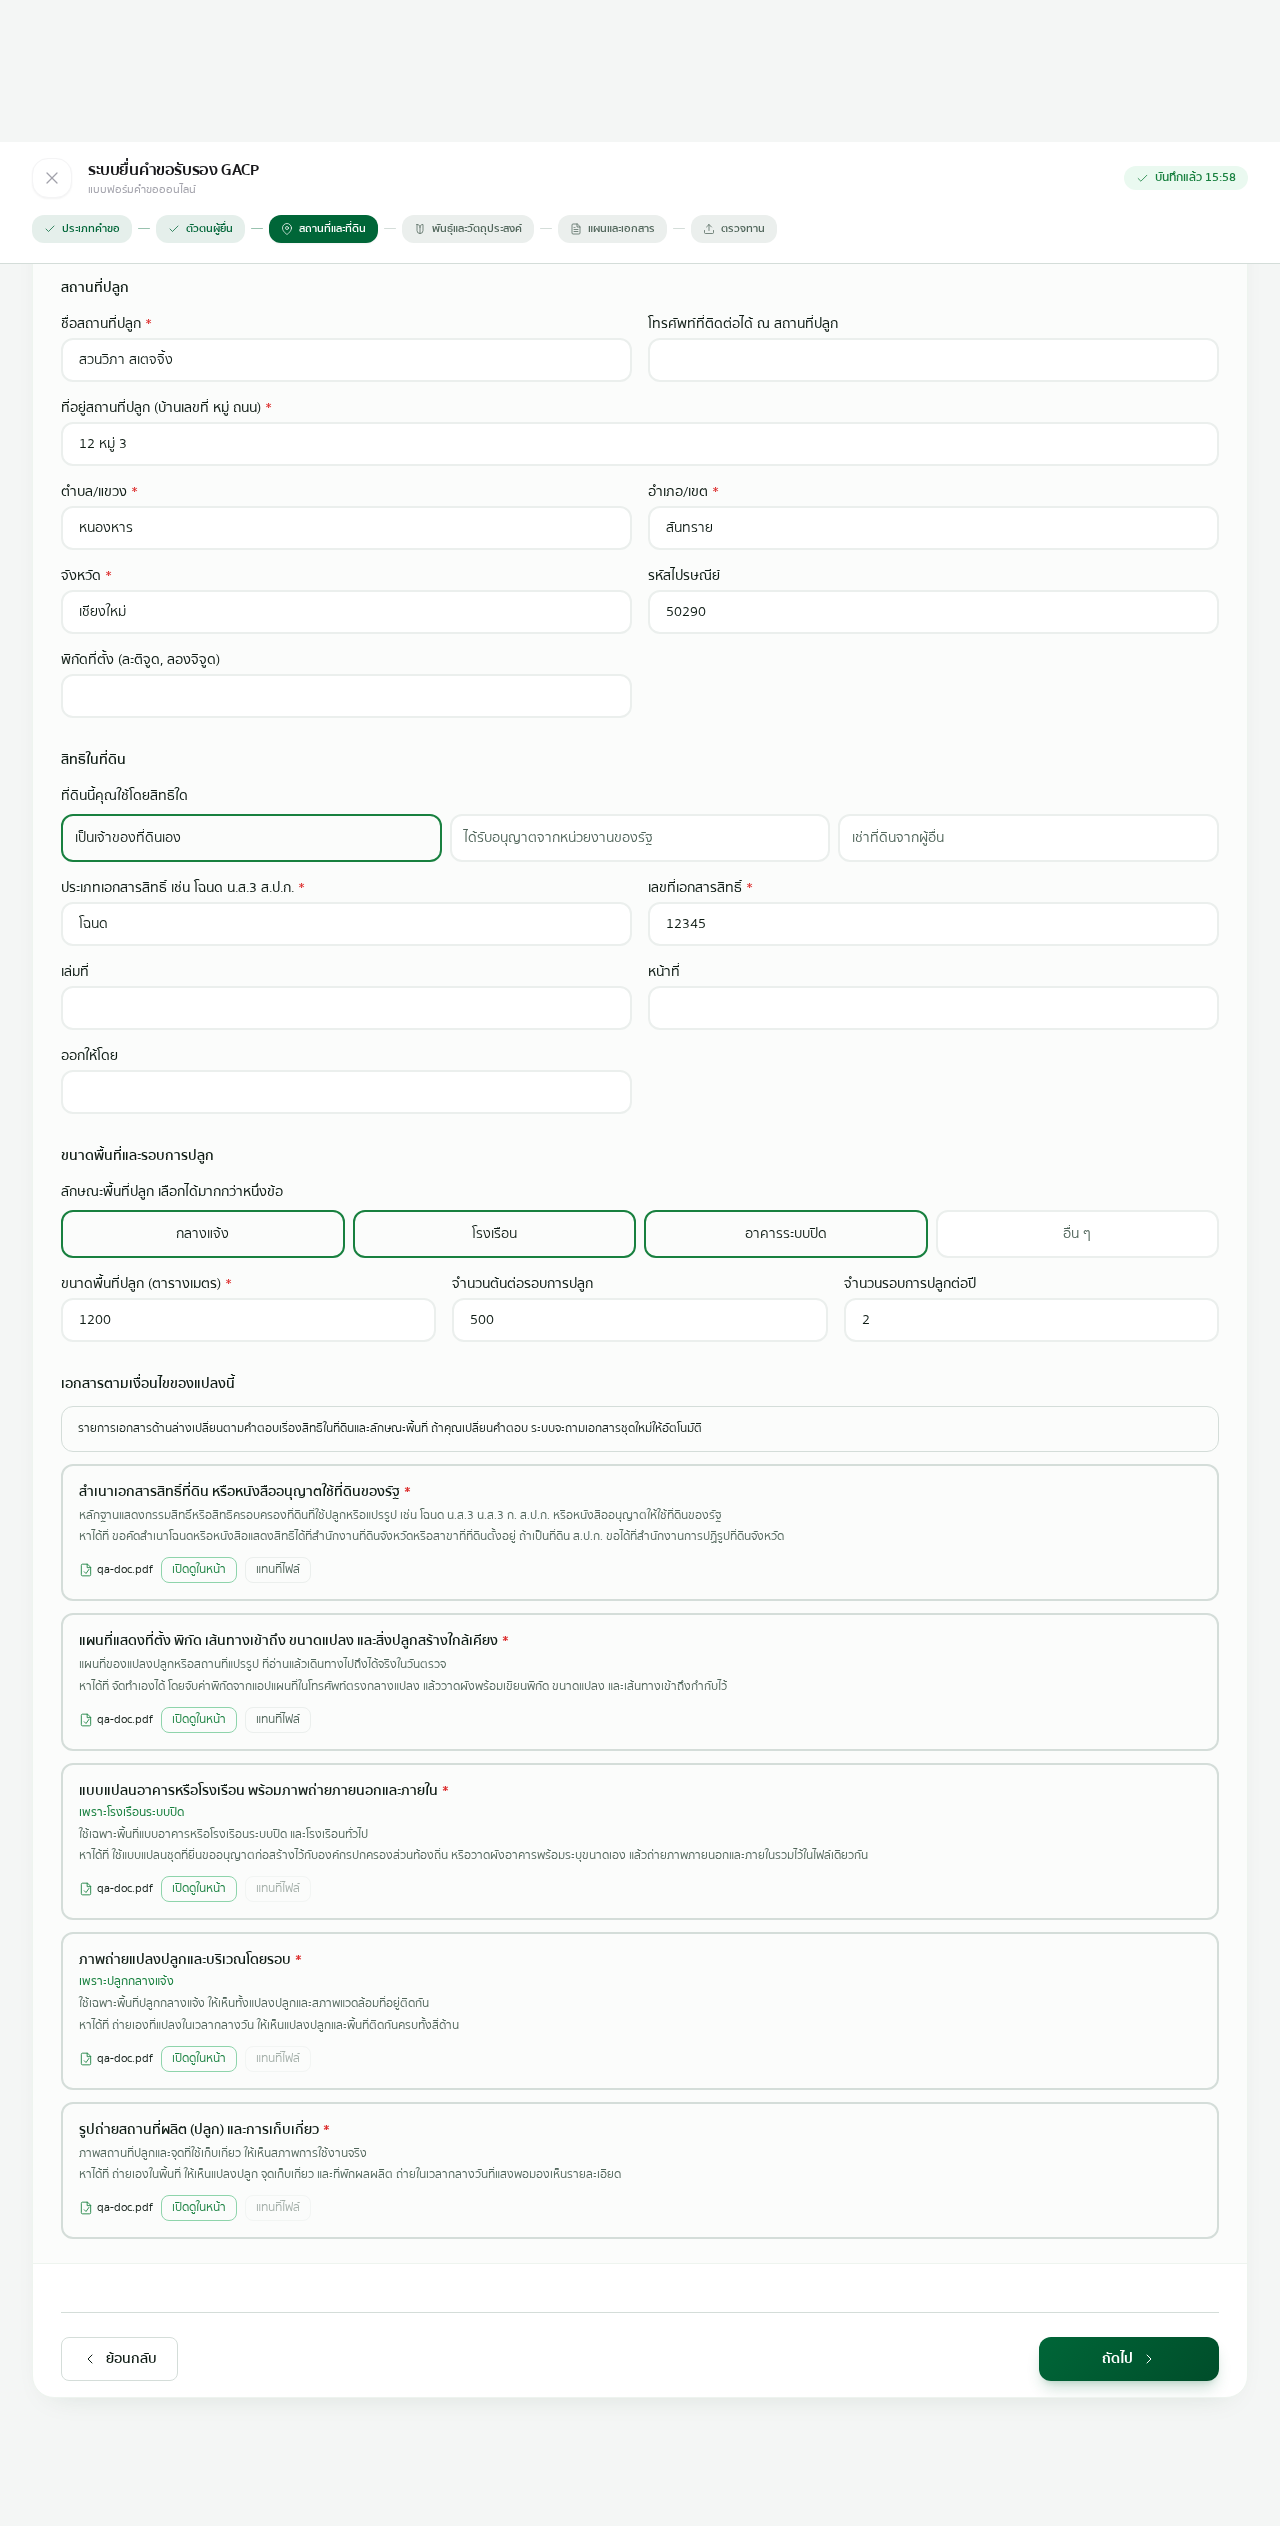 ระบบยื่นคำขอรับรอง GACP
แบบฟอร์มคำขอออนไลน์
บันทึกแล้ว 15:58
ประเภทคำขอ
ตัวตนผู้ยื่น
สถานที่และที่ดิน
พันธุ์และวัตถุประสงค์
แผนและเอกสาร
ตรวจทาน
สถานที่ปลูก
ชื่อสถานที่ปลูก *
โทรศัพท์ที่ติดต่อได้ ณ สถานที่ปลูก
สวนวิภา สเตจจิ้ง
ที่อยู่สถานที่ปลูก (บ้านเลขที่ หมู่ ถนน) *
12 หมู่ 3
ตำบล/แขวง *
อำเภอ/เขต *
หนองหาร
สันทราย
จังหวัด *
รหัสไปรษณีย์
เชียงใหม่
50290
พิกัดที่ตั้ง (ละติจูด, ลองจิจูด)
สิทธิในที่ดิน
ที่ดินนี้คุณใช้โดยสิทธิใด
เป็นเจ้าของที่ดินเอง
ได้รับอนุญาตจากหน่วยงานของรัฐ
เช่าที่ดินจากผู้อื่น
ประเภทเอกสารสิทธิ์ เช่น โฉนด น.ส.3 ส.ป.ก. *
เลขที่เอกสารสิทธิ์ *
โฉนด
12345
เล่มที่
หน้าที่
ออกให้โดย
ขนาดพื้นที่และรอบการปลูก
ลักษณะพื้นที่ปลูก เลือกได้มากกว่าหนึ่งข้อ
กลางแจ้ง
โรงเรือน
อาคารระบบปิด
อื่น ๆ
ขนาดพื้นที่ปลูก (ตารางเมตร) *
จำนวนต้นต่อรอบการปลูก
จำนวนรอบการปลูกต่อปี
1200
500
2
เอกสารตามเงื่อนไขของแปลงนี้
รายการเอกสารด้านล่างเปลี่ยนตามคำตอบเรื่องสิทธิในที่ดินและลักษณะพื้นที่ ถ้าคุณเปลี่ยนคำตอบ ระบบจะถามเอกสารชุดใหม่ให้อัตโนมัติ
สำเนาเอกสารสิทธิ์ที่ดิน หรือหนังสืออนุญาตใช้ที่ดินของรัฐ *
หลักฐานแสดงกรรมสิทธิ์หรือสิทธิครอบครองที่ดินที่ใช้ปลูกหรือแปรรูป เช่น โฉนด น.ส.3 น.ส.3 ก. ส.ป.ก. หรือหนังสืออนุญาตให้ใช้ที่ดินของรัฐ
หาได้ที่ ขอคัดสำเนาโฉนดหรือหนังสือแสดงสิทธิได้ที่สำนักงานที่ดินจังหวัดหรือสาขาที่ที่ดินตั้งอยู่ ถ้าเป็นที่ดิน ส.ป.ก. ขอได้ที่สำนักงานการปฏิรูปที่ดินจังหวัด
qa-doc.pdf
เปิดดูในหน้า
แทนที่ไฟล์
แผนที่แสดงที่ตั้ง พิกัด เส้นทางเข้าถึง ขนาดแปลง และสิ่งปลูกสร้างใกล้เคียง *
แผนที่ของแปลงปลูกหรือสถานที่แปรรูป ที่อ่านแล้วเดินทางไปถึงได้จริงในวันตรวจ
หาได้ที่ จัดทำเองได้ โดยจับค่าพิกัดจากแอปแผนที่ในโทรศัพท์ตรงกลางแปลง แล้ววาดผังพร้อมเขียนพิกัด ขนาดแปลง และเส้นทางเข้าถึงกำกับไว้
qa-doc.pdf
เปิดดูในหน้า
แทนที่ไฟล์
แบบแปลนอาคารหรือโรงเรือน พร้อมภาพถ่ายภายนอกและภายใน *
เพราะโรงเรือนระบบปิด
ใช้เฉพาะพื้นที่แบบอาคารหรือโรงเรือนระบบปิด และโรงเรือนทั่วไป
หาได้ที่ ใช้แบบแปลนชุดที่ยื่นขออนุญาตก่อสร้างไว้กับองค์กรปกครองส่วนท้องถิ่น หรือวาดผังอาคารพร้อมระบุขนาดเอง แล้วถ่ายภาพภายนอกและภายในรวมไว้ในไฟล์เดียวกัน
qa-doc.pdf
เปิดดูในหน้า
แทนที่ไฟล์
ภาพถ่ายแปลงปลูกและบริเวณโดยรอบ *
เพราะปลูกกลางแจ้ง
ใช้เฉพาะพื้นที่ปลูกกลางแจ้ง ให้เห็นทั้งแปลงปลูกและสภาพแวดล้อมที่อยู่ติดกัน
หาได้ที่ ถ่ายเองที่แปลงในเวลากลางวัน ให้เห็นแปลงปลูกและพื้นที่ติดกันครบทั้งสี่ด้าน
qa-doc.pdf
เปิดดูในหน้า
แทนที่ไฟล์
รูปถ่ายสถานที่ผลิต (ปลูก) และการเก็บเกี่ยว *
ภาพสถานที่ปลูกและจุดที่ใช้เก็บเกี่ยว ให้เห็นสภาพการใช้งานจริง
หาได้ที่ ถ่ายเองในพื้นที่ ให้เห็นแปลงปลูก จุดเก็บเกี่ยว และที่พักผลผลิต ถ่ายในเวลากลางวันที่แสงพอมองเห็นรายละเอียด
qa-doc.pdf
เปิดดูในหน้า
แทนที่ไฟล์
ย้อนกลับ
ถัดไป